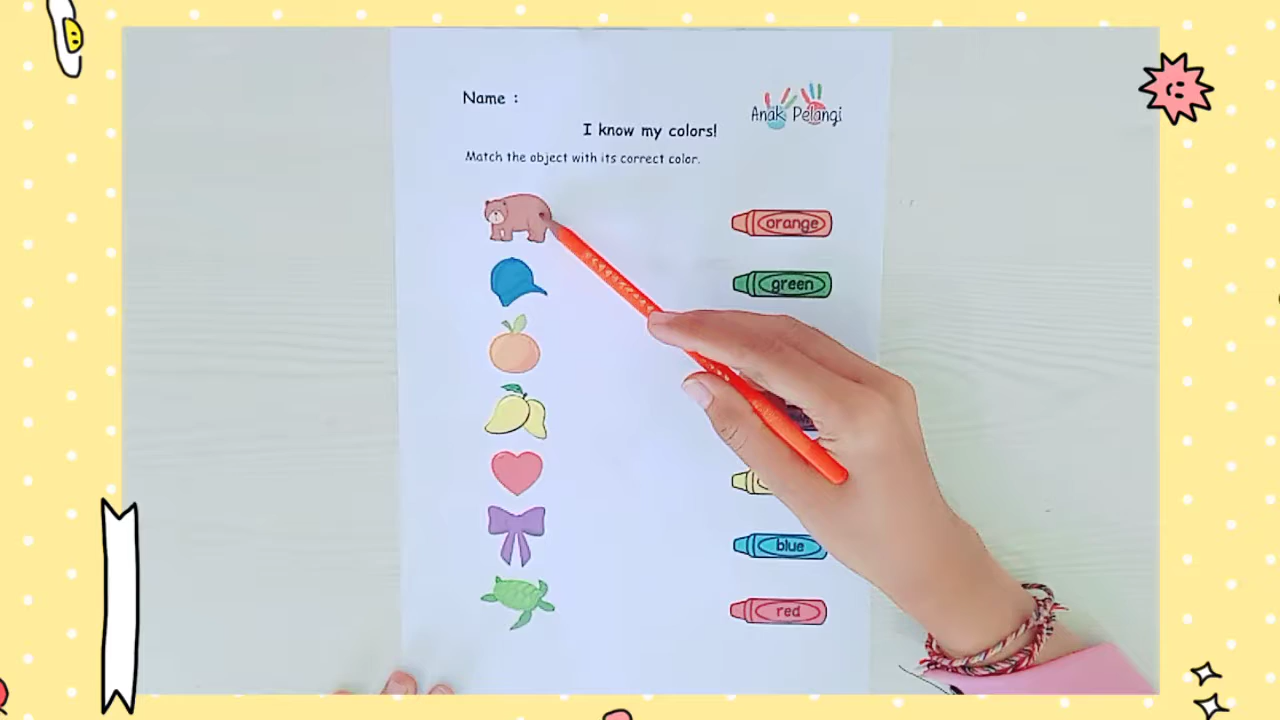 Name :
Anak Pelangi
I know my colors!
Match the object with its correct color.
orange
green
blue
red